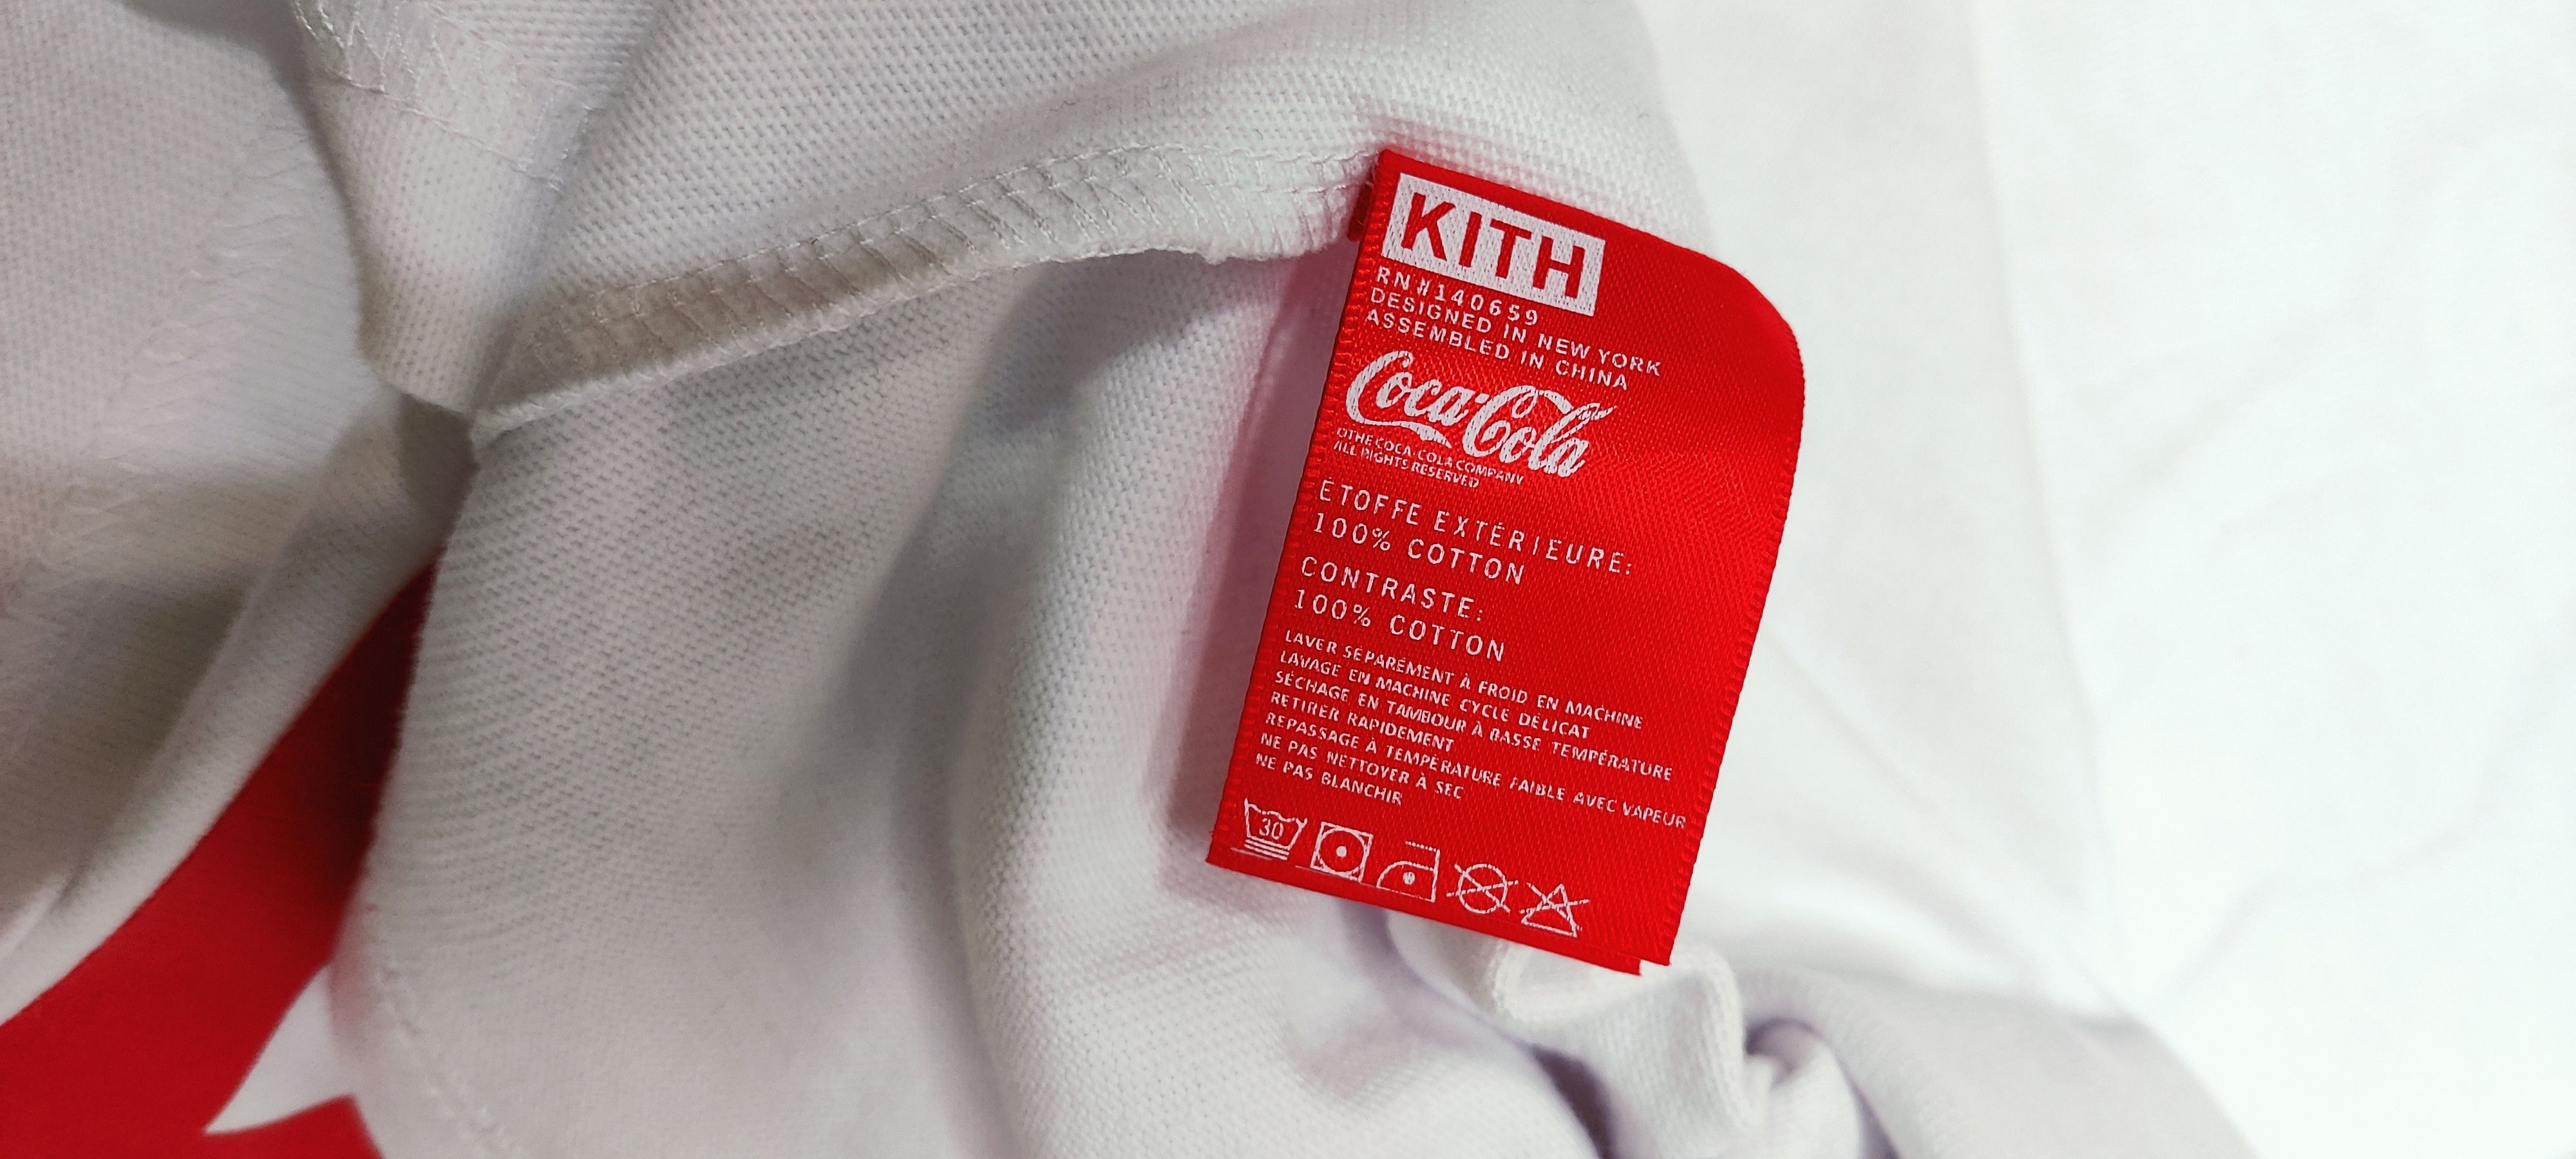 KITH
RN#140659
DESIGNED IN NEW YORK
ASSEMBLED IN CHINA
Coca-Cola
©THE COCA-COLA COMPANY
ALL RIGHTS RESERVED
ÉTOFFE EXTÉRIEURE:
100% COTTON
CONTRASTE:
100% COTTON
LAVER SÉPARÉMENT À FROID EN MACHINE
LAVAGE EN MACHINE CYCLE DÉLICAT
SÉCHAGE EN TAMBOUR À BASSE TEMPÉRATURE
RETIRER RAPIDEMENT
REPASSAGE À TEMPÉRATURE FAIBLE AVEC VAPEUR
NE PAS NETTOYER À SEC
NE PAS BLANCHIR
30